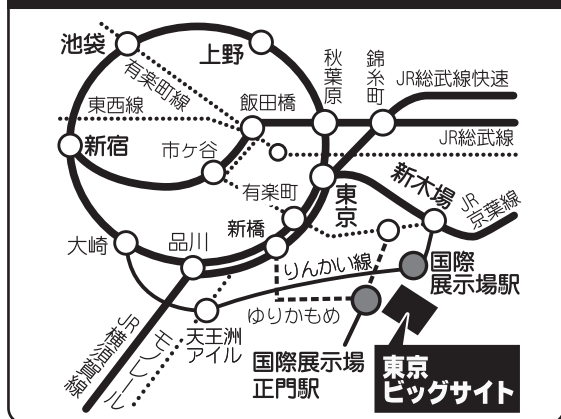 池袋
上野
秋葉原
錦糸町
JR総武線快速
有楽町線
東西線
飯田橋
JR総武線
新宿
市ケ谷
有楽町
東京
新木場
JR
京葉線
大崎
品川
新橋
りんかい線
国際
展示場駅
ゆりかもめ
天王洲
アイル
JR
横須賀線
モノレール
国際展示場
正門駅
東京
ビッグサイト